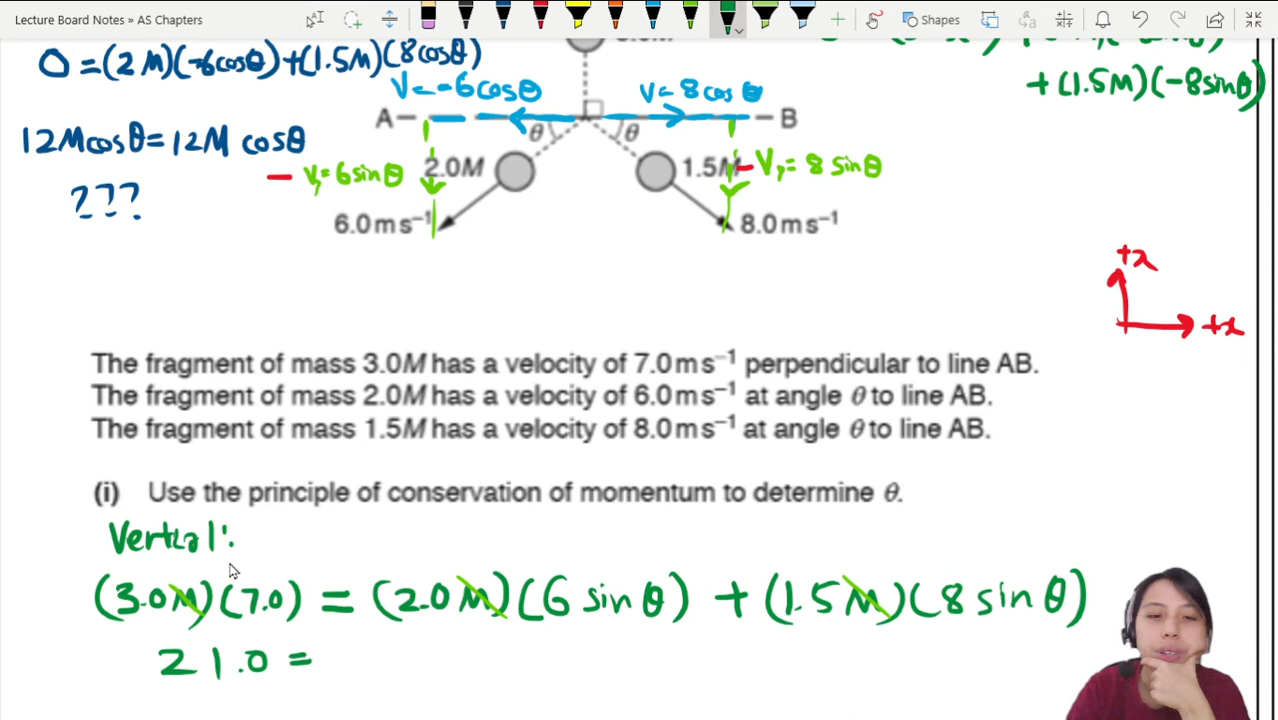 Lecture Board Notes » AS Chapters
Shapes
0 = (2M)(-6cosθ)+(1.5M)(8cosθ)
+(1.5M)(-8sinθ)
V=-6cosθ
V=8cosθ
A
B
θ
θ
12Mcosθ=12M cosθ
???
- Vy=6sinθ
2.0M
1.5M
- Vy=8sinθ
6.0 m s⁻¹
8.0 m s⁻¹
+x
+x
The fragment of mass 3.0M has a velocity of 7.0 m s⁻¹ perpendicular to line AB.
The fragment of mass 2.0M has a velocity of 6.0 m s⁻¹ at angle θ to line AB.
The fragment of mass 1.5M has a velocity of 8.0 m s⁻¹ at angle θ to line AB.
(i) Use the principle of conservation of momentum to determine θ.
Vertical:
(3.0M)(7.0) = (2.0M)(6 sinθ) + (1.5M)(8 sinθ)
21.0 =